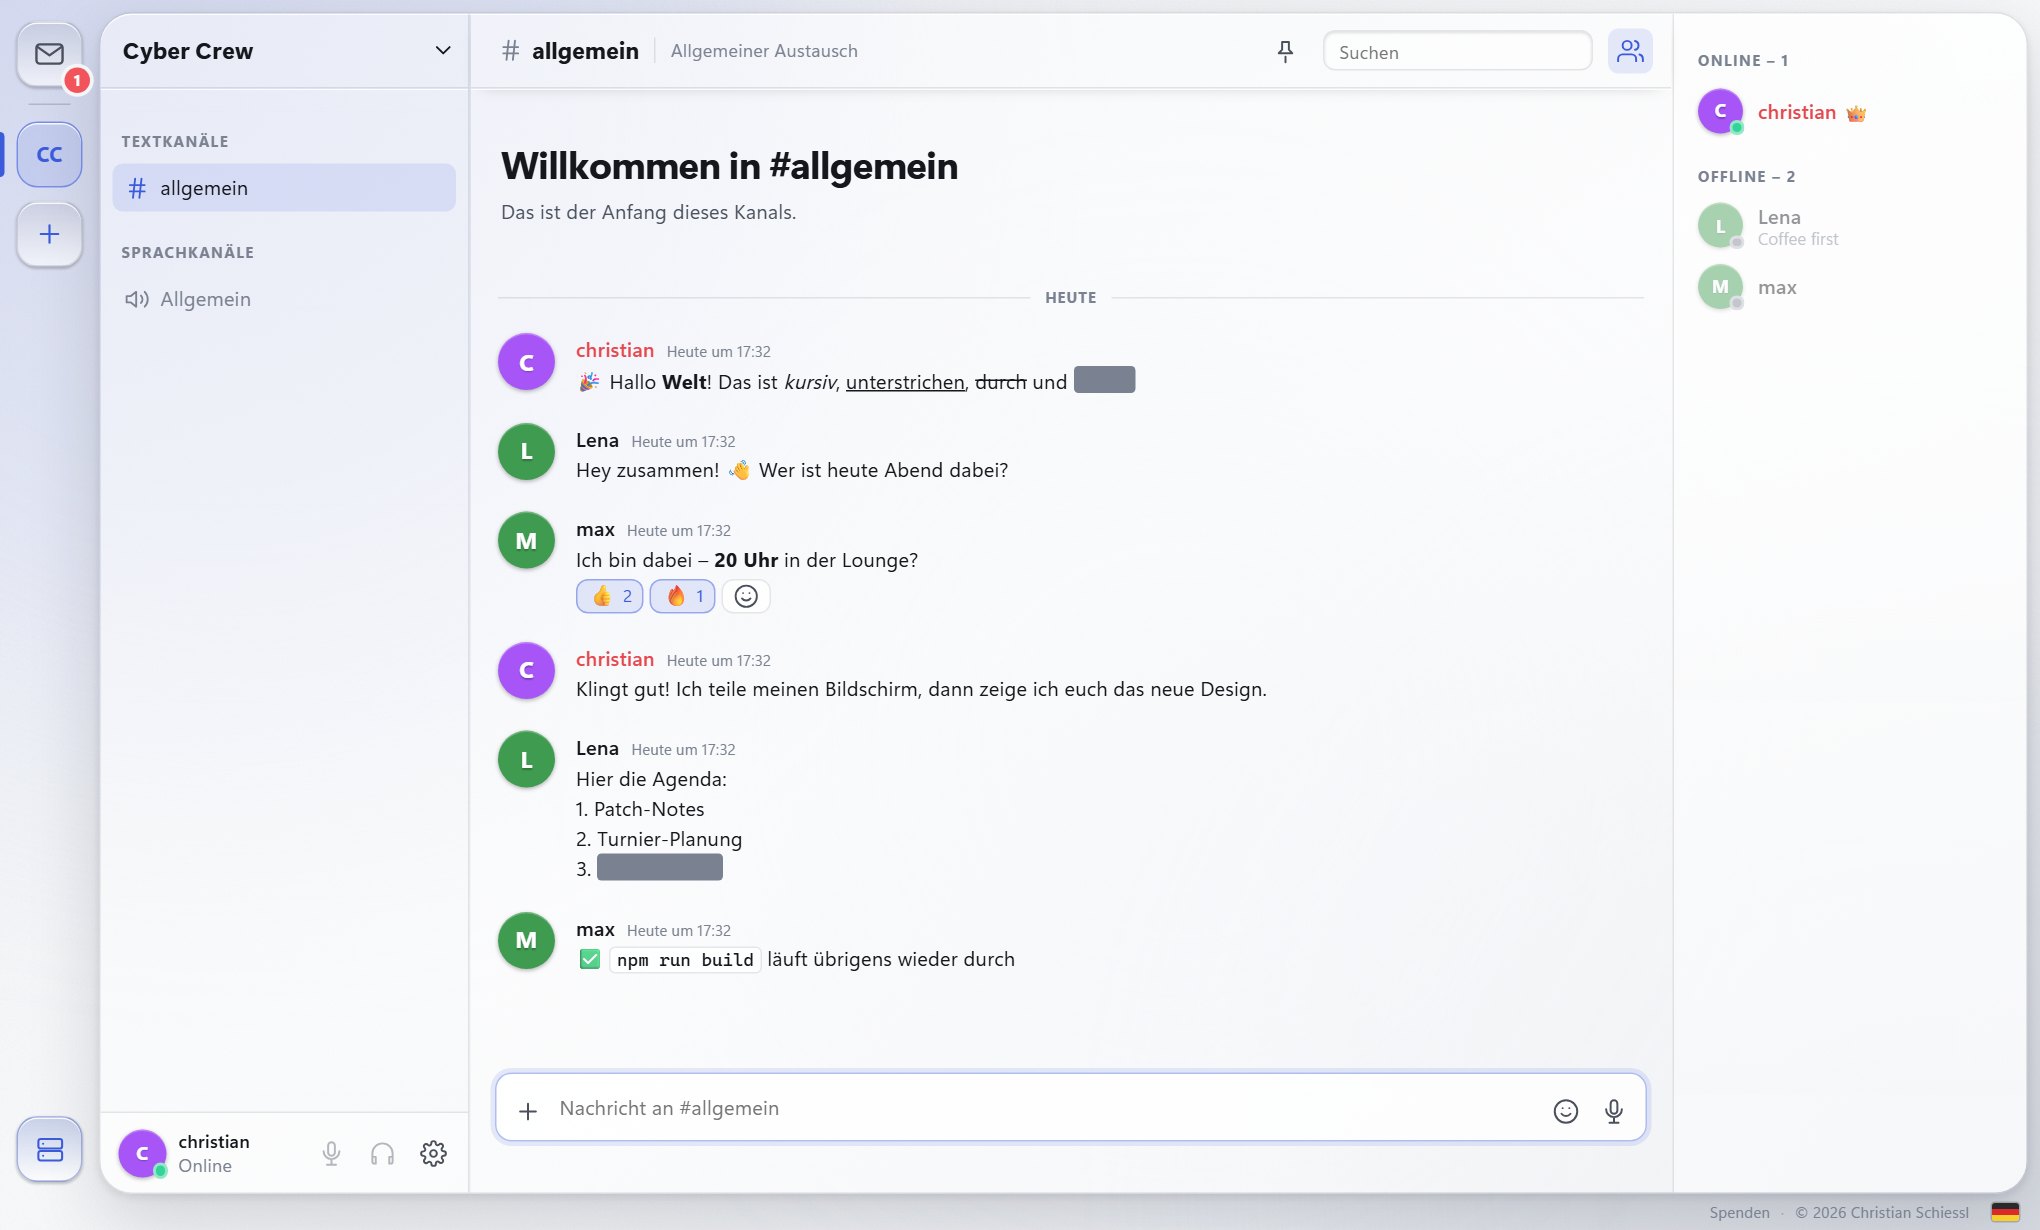 1
CC
Cyber Crew
TEXTKANÄLE
# allgemein
SPRACHKANÄLE
Allgemein
C
christian
Online
# allgemein
Allgemeiner Austausch
Suchen
Willkommen in #allgemein
Das ist der Anfang dieses Kanals.
HEUTE
C
christian Heute um 17:32
🎉 Hallo Welt! Das ist kursiv, unterstrichen, durch und
L
Lena Heute um 17:32
Hey zusammen! 👋 Wer ist heute Abend dabei?
M
max Heute um 17:32
Ich bin dabei – 20 Uhr in der Lounge?
👍 2 🔥 1
C
christian Heute um 17:32
Klingt gut! Ich teile meinen Bildschirm, dann zeige ich euch das neue Design.
L
Lena Heute um 17:32
Hier die Agenda:
1. Patch-Notes
2. Turnier-Planung
3.
M
max Heute um 17:32
✅ npm run build läuft übrigens wieder durch
Nachricht an #allgemein
ONLINE – 1
C
christian 👑
OFFLINE – 2
L
Lena
Coffee first
M
max
Spenden · © 2026 Christian Schiessl